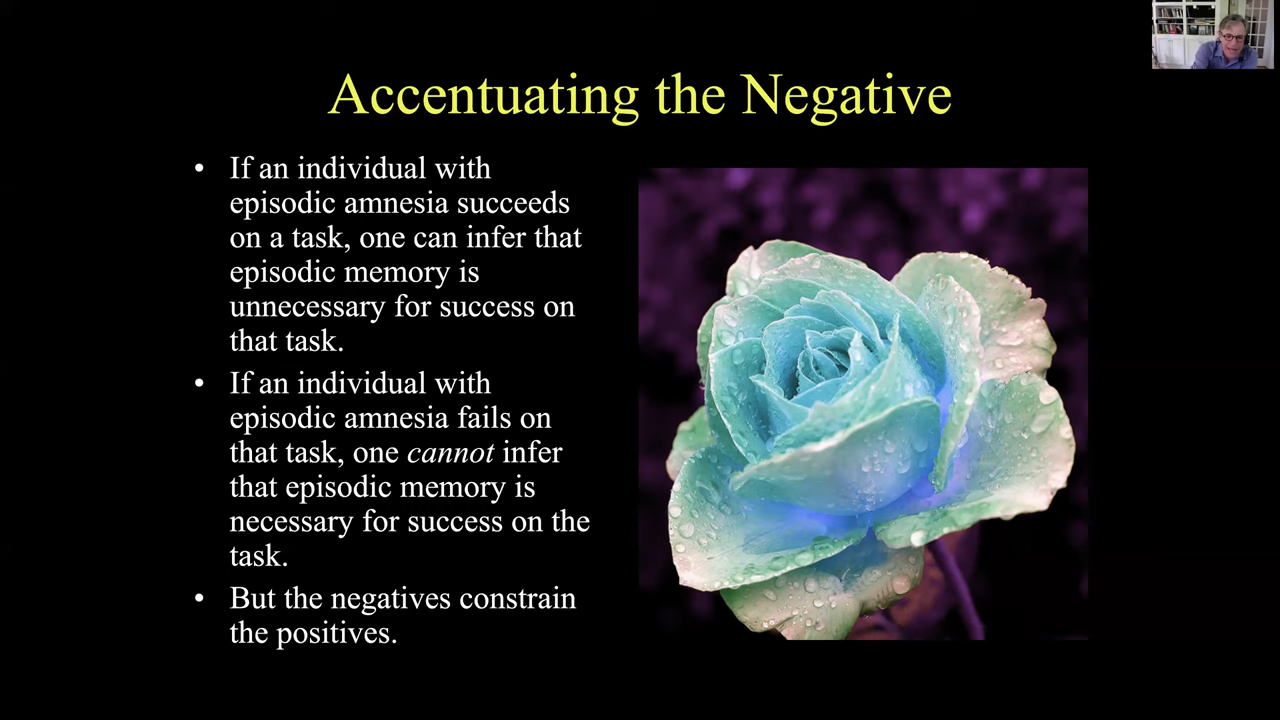 Accentuating the Negative
• If an individual with
episodic amnesia succeeds
on a task, one can infer that
episodic memory is
unnecessary for success on
that task.
• If an individual with
episodic amnesia fails on
that task, one cannot infer
that episodic memory is
necessary for success on the
task.
• But the negatives constrain
the positives.